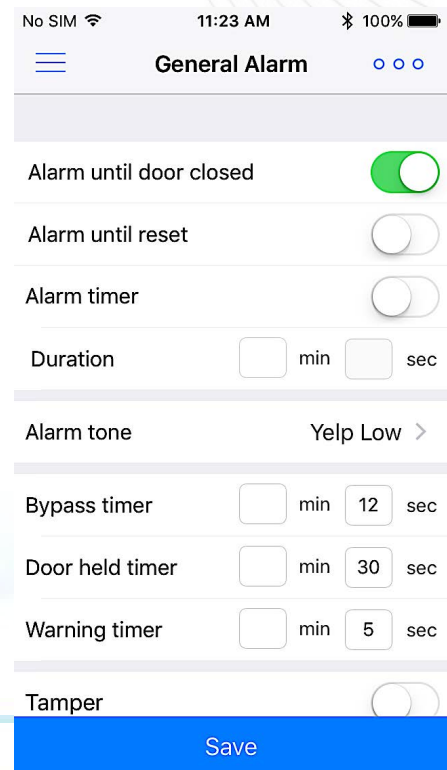 No SIM 11:23 AM 100%
General Alarm
Alarm until door closed
Alarm until reset
Alarm timer
Duration min sec
Alarm tone Yelp Low >
Bypass timer min 12 sec
Door held timer min 30 sec
Warning timer min 5 sec
Tamper
Save